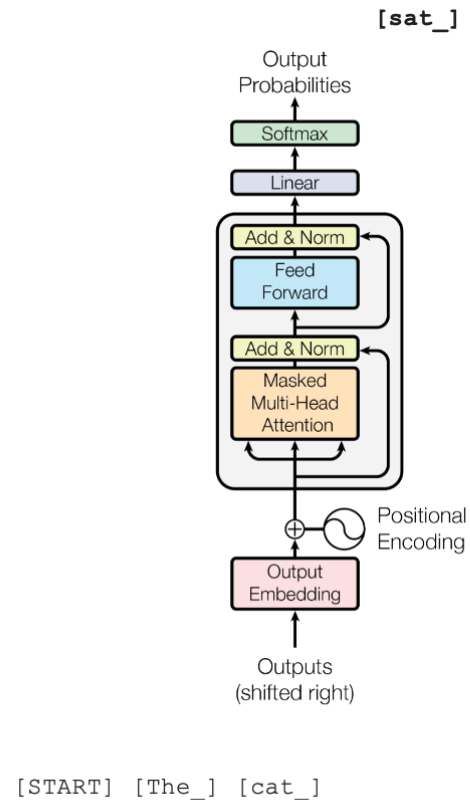 [sat_]
Output
Probabilities
Softmax
Linear
Add & Norm
Feed
Forward
Add & Norm
Masked
Multi-Head
Attention
Positional
Encoding
Output
Embedding
Outputs
(shifted right)
[START] [The_] [cat_]